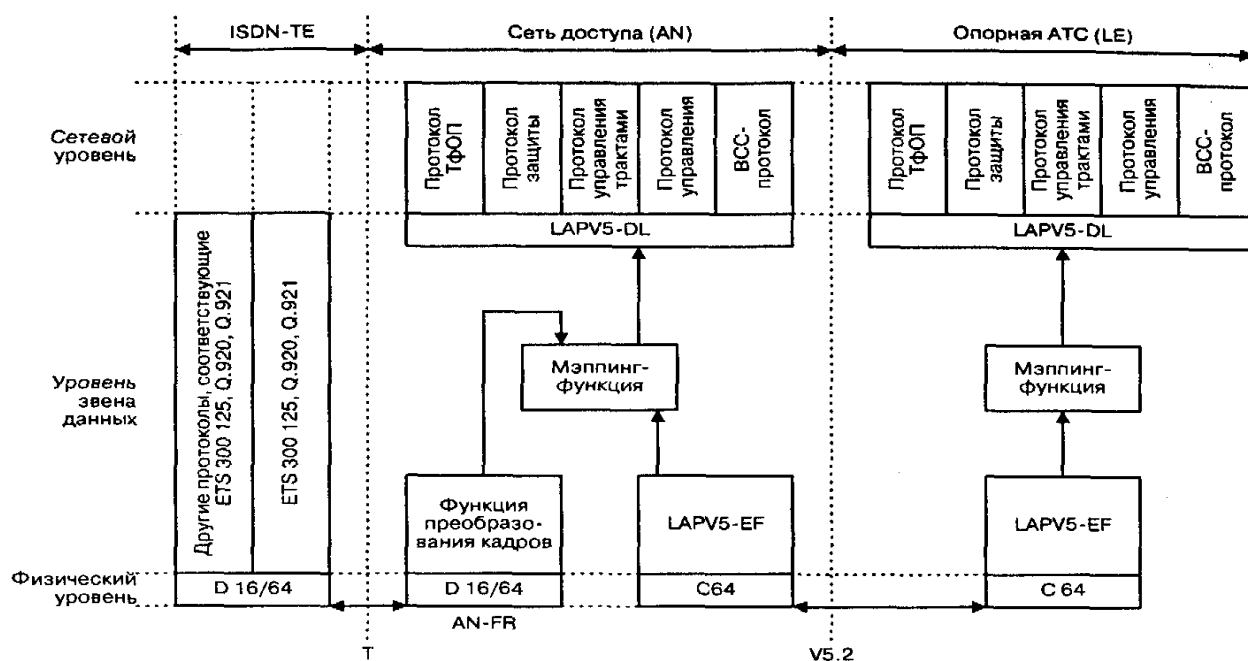 ISDN-TE
Сеть доступа (AN)
Опорная АТС (LE)
Сетевой
уровень
Протокол
ТфОП
Протокол
защиты
Протокол
управления
трактами
Протокол
управления
ВСС-
протокол
Протокол
ТфОП
Протокол
защиты
Протокол
управления
трактами
Протокол
управления
ВСС-
протокол
LAPV5-DL
LAPV5-DL
Уровень
звена
данных
Другие протоколы, соответствующие
ETS 300 125, Q.920, Q.921
ETS 300 125, Q.920, Q.921
Мэппинг-
функция
Мэппинг-
функция
Функция
преобразо-
вания кадров
LAPV5-EF
LAPV5-EF
Физический
уровень
D 16/64
D 16/64
C64
C 64
AN-FR
T
V5.2